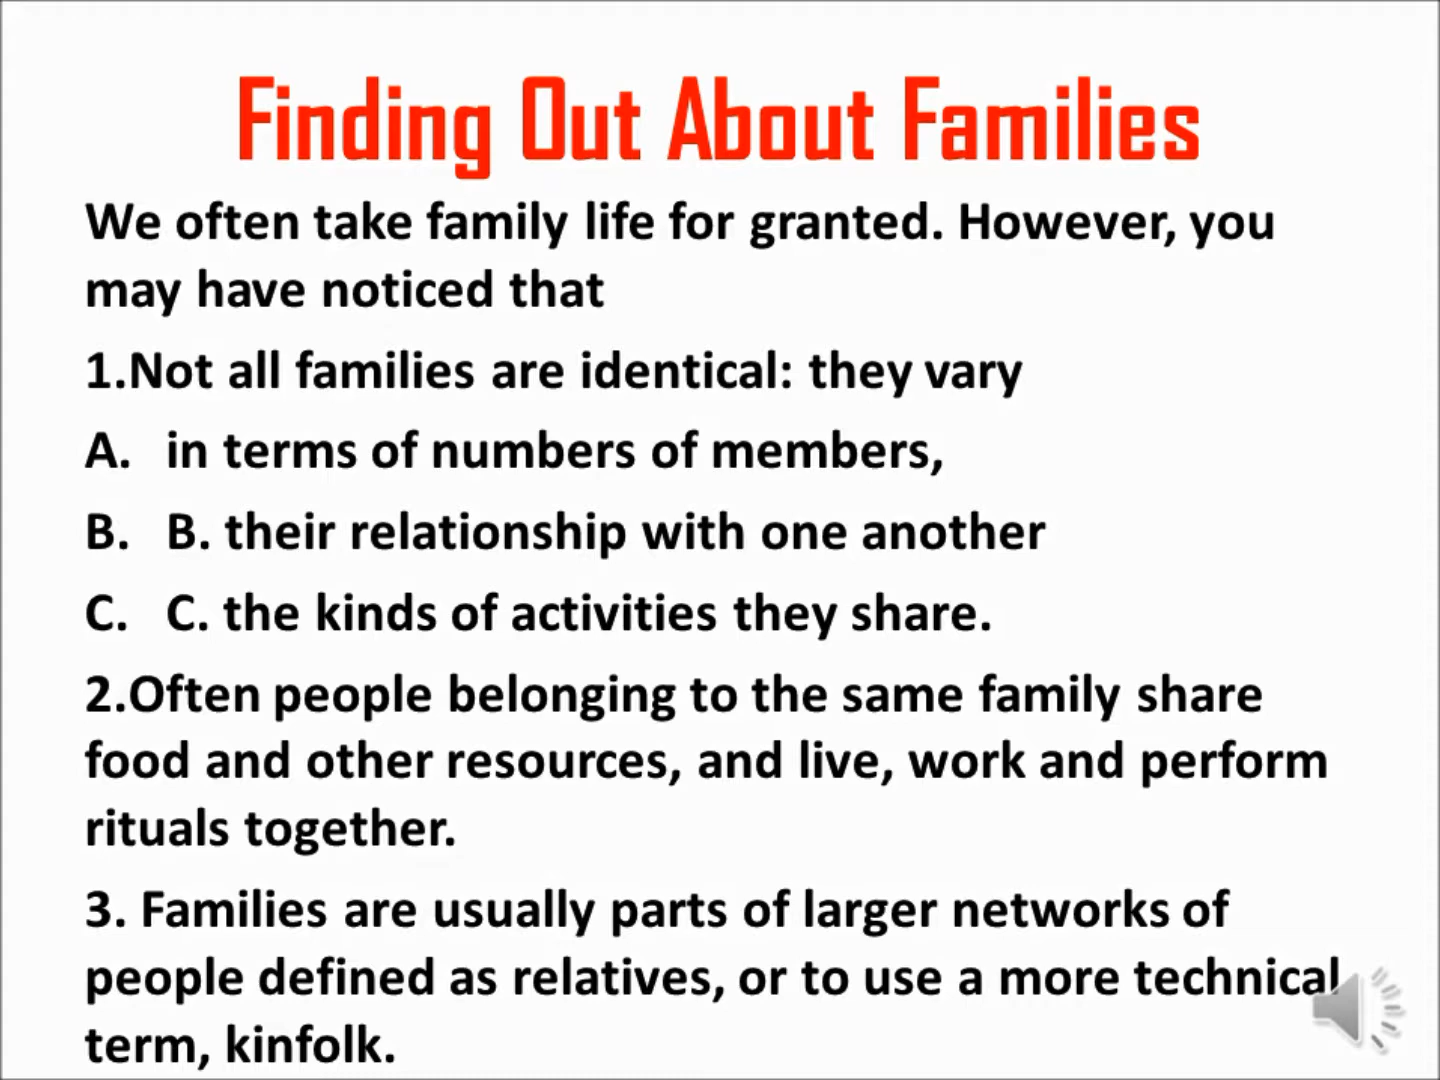 Finding Out About Families
We often take family life for granted. However, you
may have noticed that
1.Not all families are identical: they vary
A. in terms of numbers of members,
B. B. their relationship with one another
C. C. the kinds of activities they share.
2.Often people belonging to the same family share
food and other resources, and live, work and perform
rituals together.
3. Families are usually parts of larger networks of
people defined as relatives, or to use a more technical
term, kinfolk.